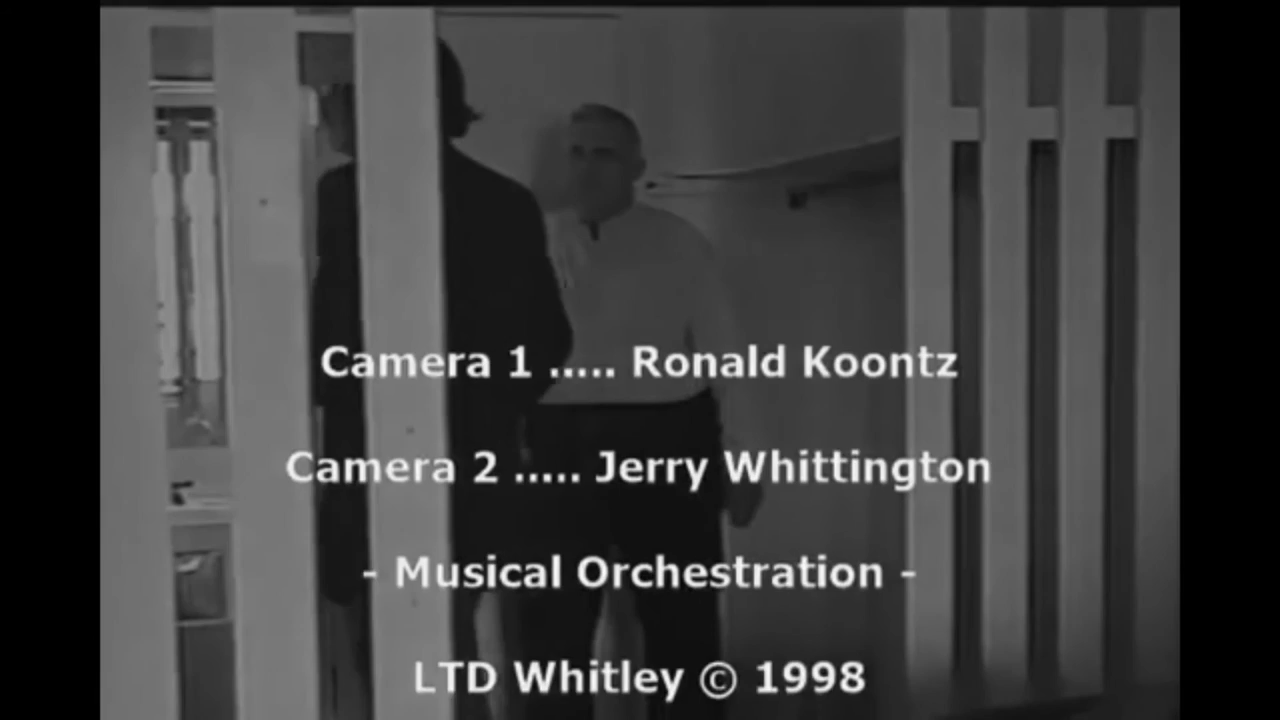 Camera 1 ..... Ronald Koontz
Camera 2 ..... Jerry Whittington
- Musical Orchestration -
LTD Whitley © 1998